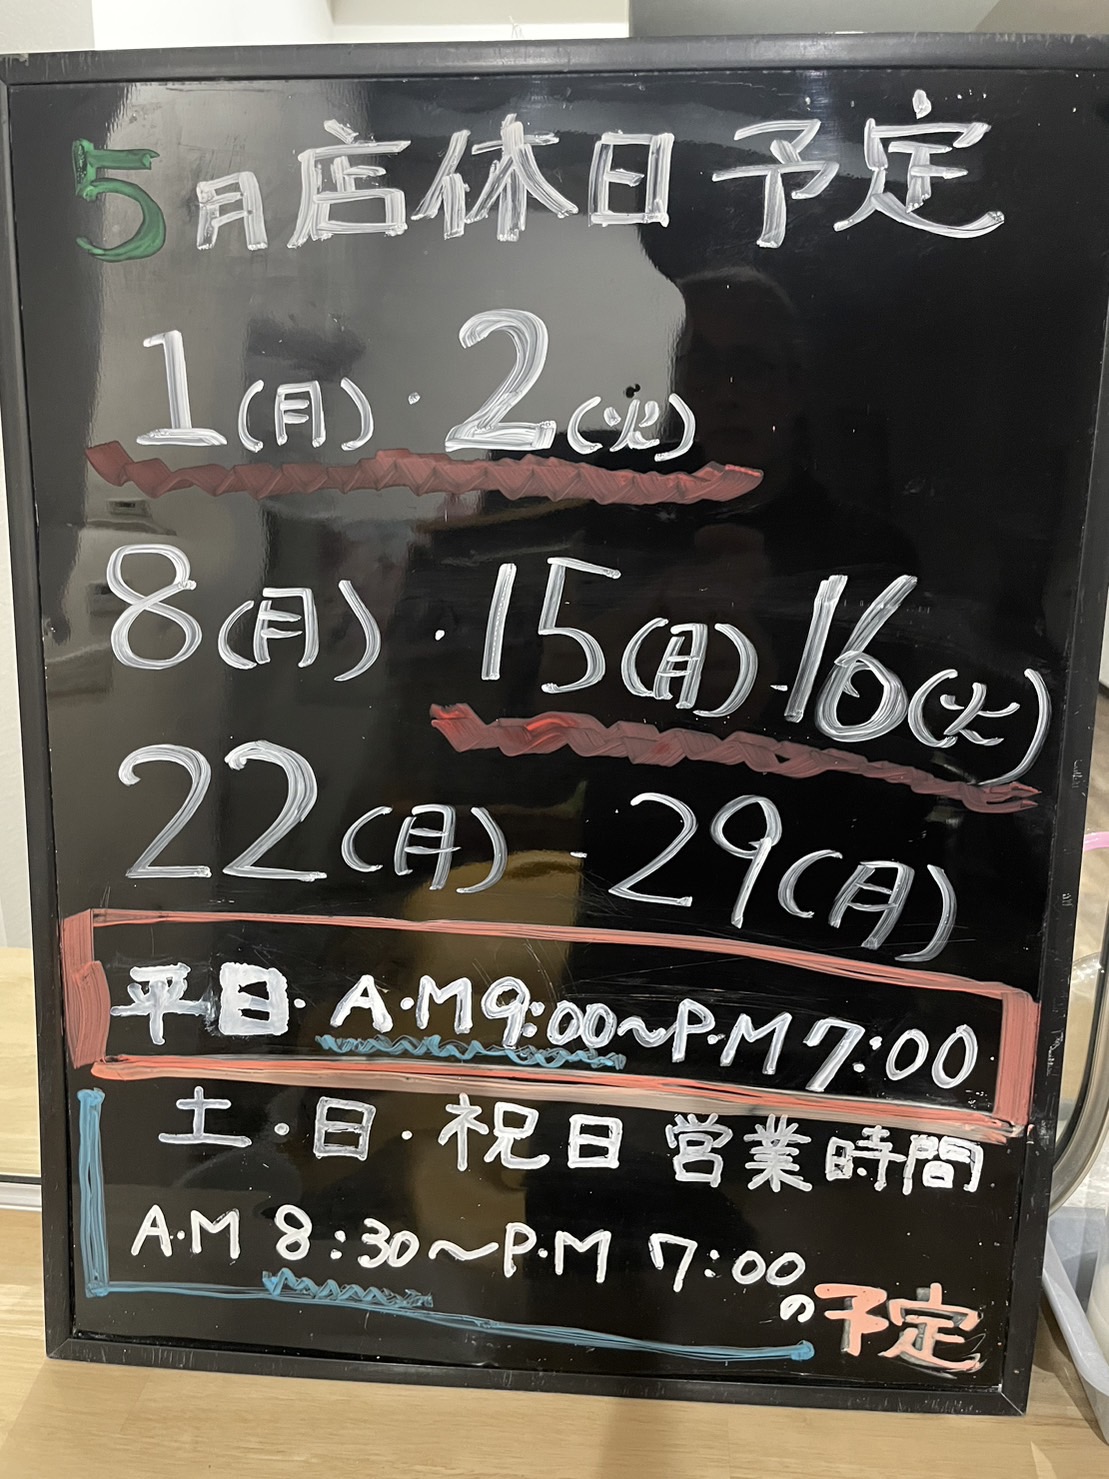 5月店休日予定
1(月)・2(火)
8(月)・15(月)-16(火)
22(月)-29(月)
平日・A.M9:00〜P.M7:00
土・日・祝日 営業時間
A.M 8:30〜P.M 7:00
の予定